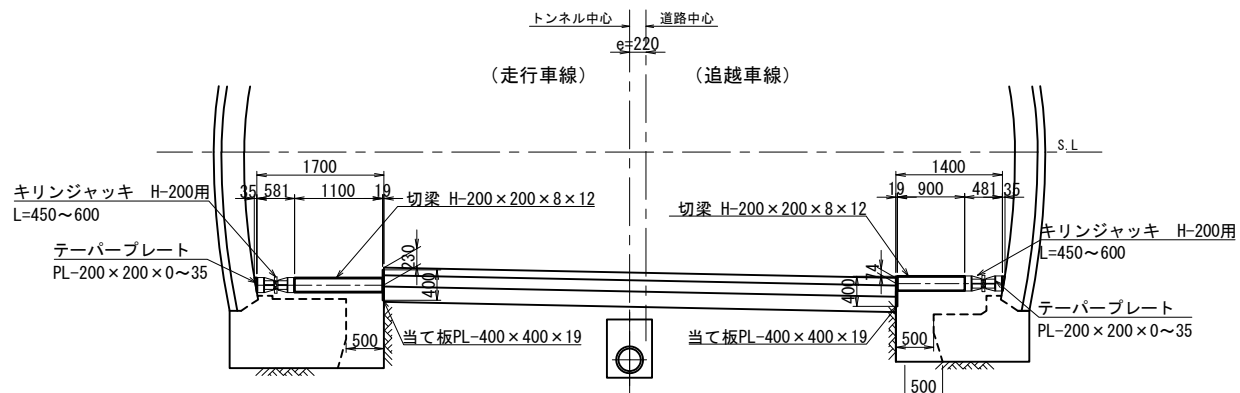 トンネル中心
道路中心
e=220
(走行車線)
(追越車線)
S.L
1700
1400
35
581
1100
19
19
900
481
35
キリンジャッキ H-200用
L=450～600
切梁 H-200×200×8×12
切梁 H-200×200×8×12
キリンジャッキ H-200用
L=450～600
テーパープレート
PL-200×200×0～35
230
400
74
400
テーパープレート
PL-200×200×0～35
500
当て板PL-400×400×19
当て板PL-400×400×19
500
500